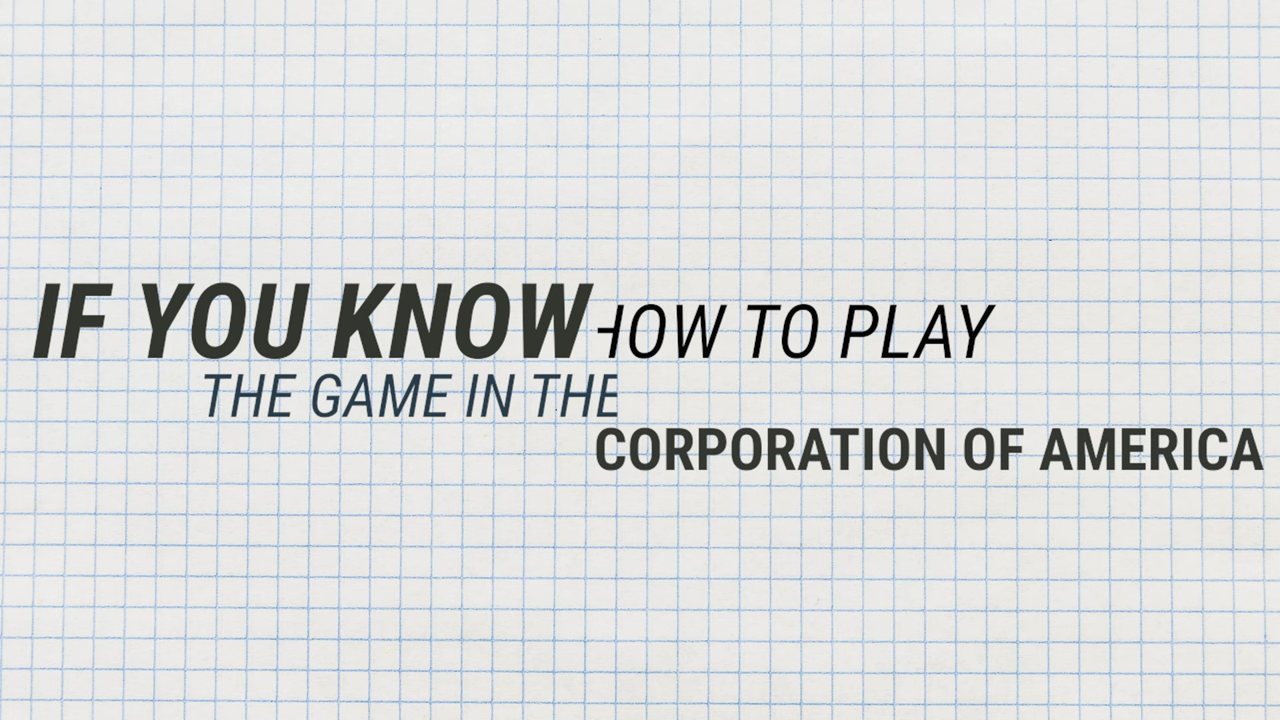 IF YOU KNOW HOW TO PLAY
THE GAME IN THE
CORPORATION OF AMERICA